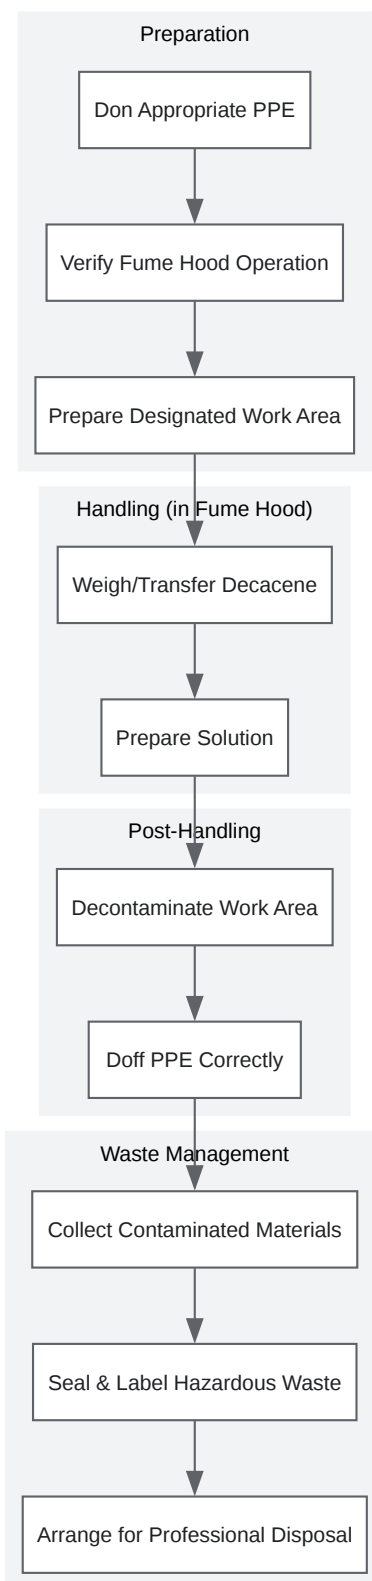 Preparation
Don Appropriate PPE
Verify Fume Hood Operation
Prepare Designated Work Area
Handling (in Fume Hood)
Weigh/Transfer Decacene
Prepare Solution
Post-Handling
Decontaminate Work Area
Doff PPE Correctly
Waste Management
Collect Contaminated Materials
Seal & Label Hazardous Waste
Arrange for Professional Disposal